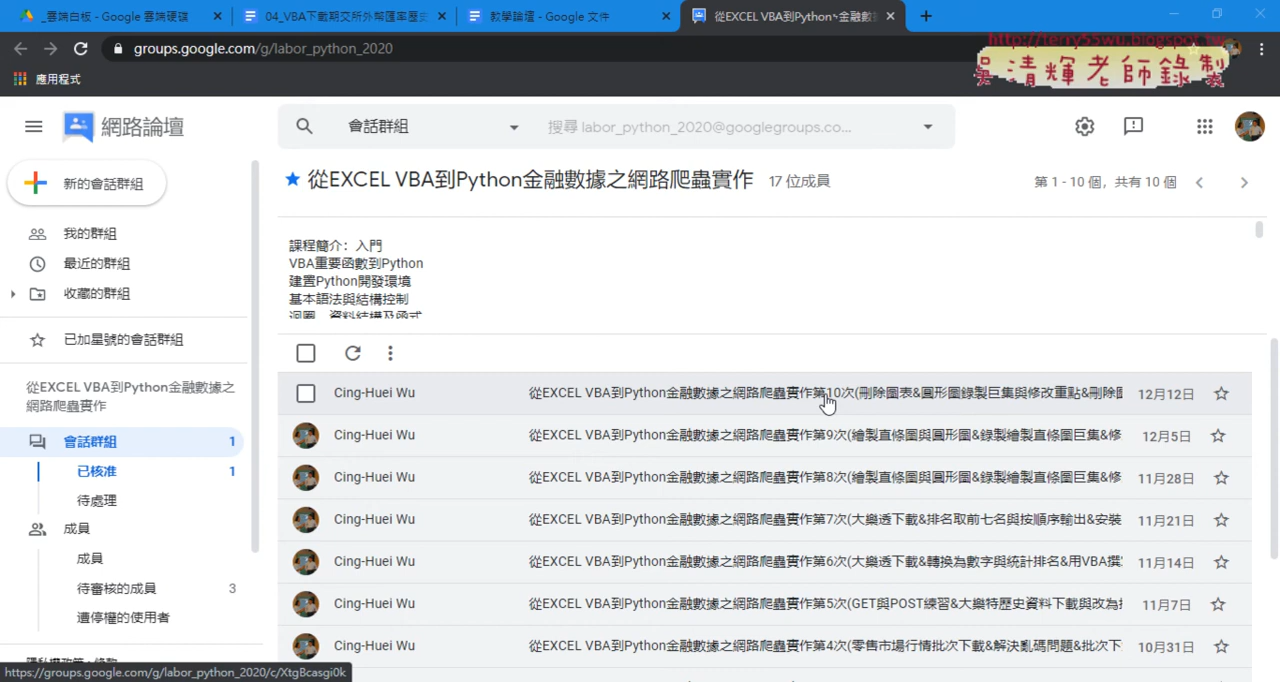 _雲端白板 - Google 雲端硬碟
04_VBA下載期交所外幣匯率歷史
教學論壇 - Google 文件
從EXCEL VBA到Python金融數據
groups.google.com/g/labor_python_2020
http://terry55wu.blogspot.tw
吳清輝老師錄製
應用程式
網路論壇
會話群組
搜尋 labor_python_2020@googlegroups.co...
新的會話群組
從EXCEL VBA到Python金融數據之網路爬蟲實作
17 位成員
第 1 - 10 個，共有 10 個
我的群組
最近的群組
收藏的群組
已加星號的會話群組
從EXCEL VBA到Python金融數據之
網路爬蟲實作
會話群組 1
已核准 1
待處理
成員
成員
待審核的成員 3
遭停權的使用者
課程簡介：入門
VBA重要函數到Python
建置Python開發環境
基本語法與結構控制
迴圈、資料結構及函式
Cing-Huei Wu 從EXCEL VBA到Python金融數據之網路爬蟲實作第10次(刪除圖表&圓形圖錄製巨集與修改重點&刪除圖 12月12日
Cing-Huei Wu 從EXCEL VBA到Python金融數據之網路爬蟲實作第9次(繪製直條圖與圓形圖&錄製繪製直條圖巨集&修 12月5日
Cing-Huei Wu 從EXCEL VBA到Python金融數據之網路爬蟲實作第8次(繪製直條圖與圓形圖&錄製繪製直條圖巨集&修 11月28日
Cing-Huei Wu 從EXCEL VBA到Python金融數據之網路爬蟲實作第7次(大樂透下載&排名取前七名與按順序輸出&安裝 11月21日
Cing-Huei Wu 從EXCEL VBA到Python金融數據之網路爬蟲實作第6次(大樂透下載&轉換為數字與統計排名&用VBA撰寫 11月14日
Cing-Huei Wu 從EXCEL VBA到Python金融數據之網路爬蟲實作第5次(GET與POST練習&大樂特歷史資料下載與改為批 11月7日
Cing-Huei Wu 從EXCEL VBA到Python金融數據之網路爬蟲實作第4次(零售市場行情批次下載&解決亂碼問題&批次下 10月31日
https://groups.google.com/g/labor_python_2020/c/XtgBcasgi0k